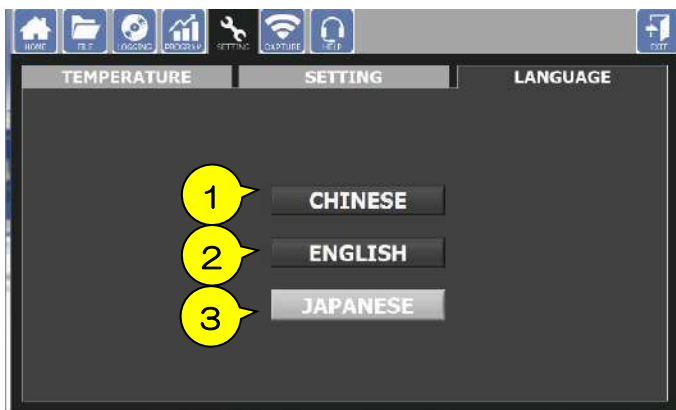 HOME FILE LOGGING PROGRAM SETTING CAPTURE HELP EXIT
TEMPERATURE SETTING LANGUAGE
1 CHINESE
2 ENGLISH
3 JAPANESE